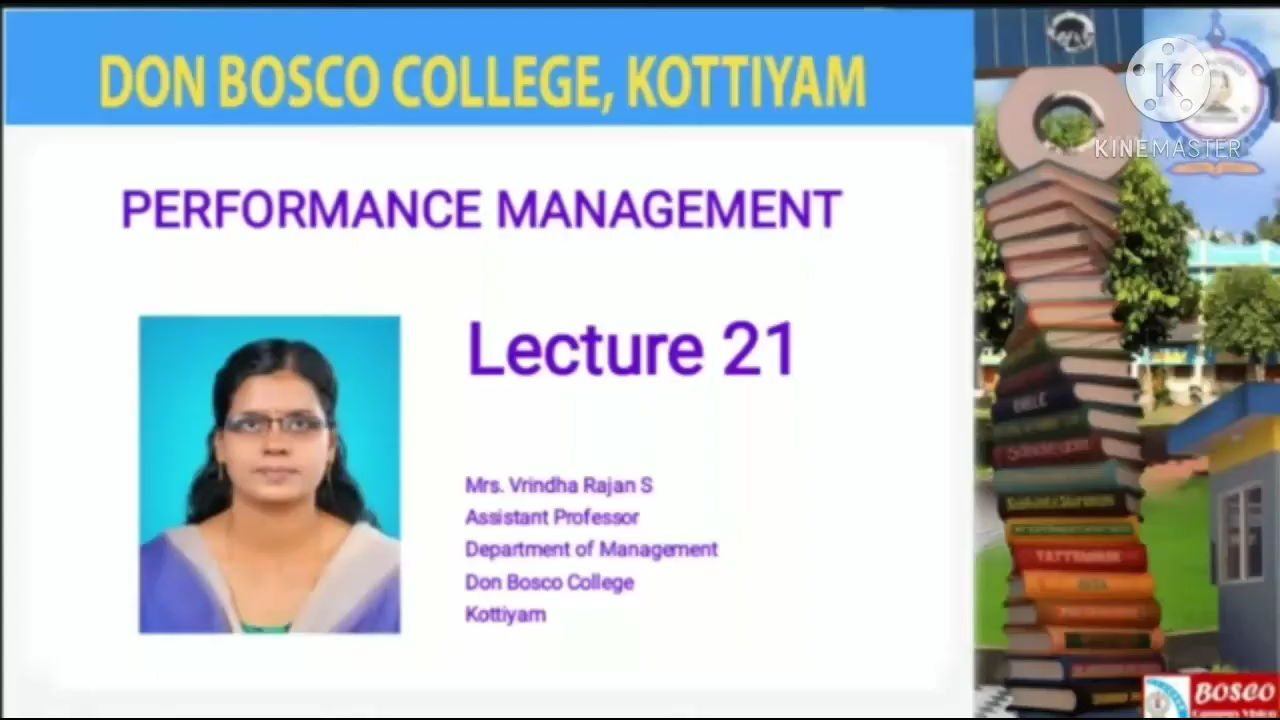 DON BOSCO COLLEGE, KOTTIYAM
K
KINEMASTER
PERFORMANCE MANAGEMENT
Lecture 21
Mrs. Vrindha Rajan S
Assistant Professor
Department of Management
Don Bosco College
Kottiyam
BIBLE
BOSCO